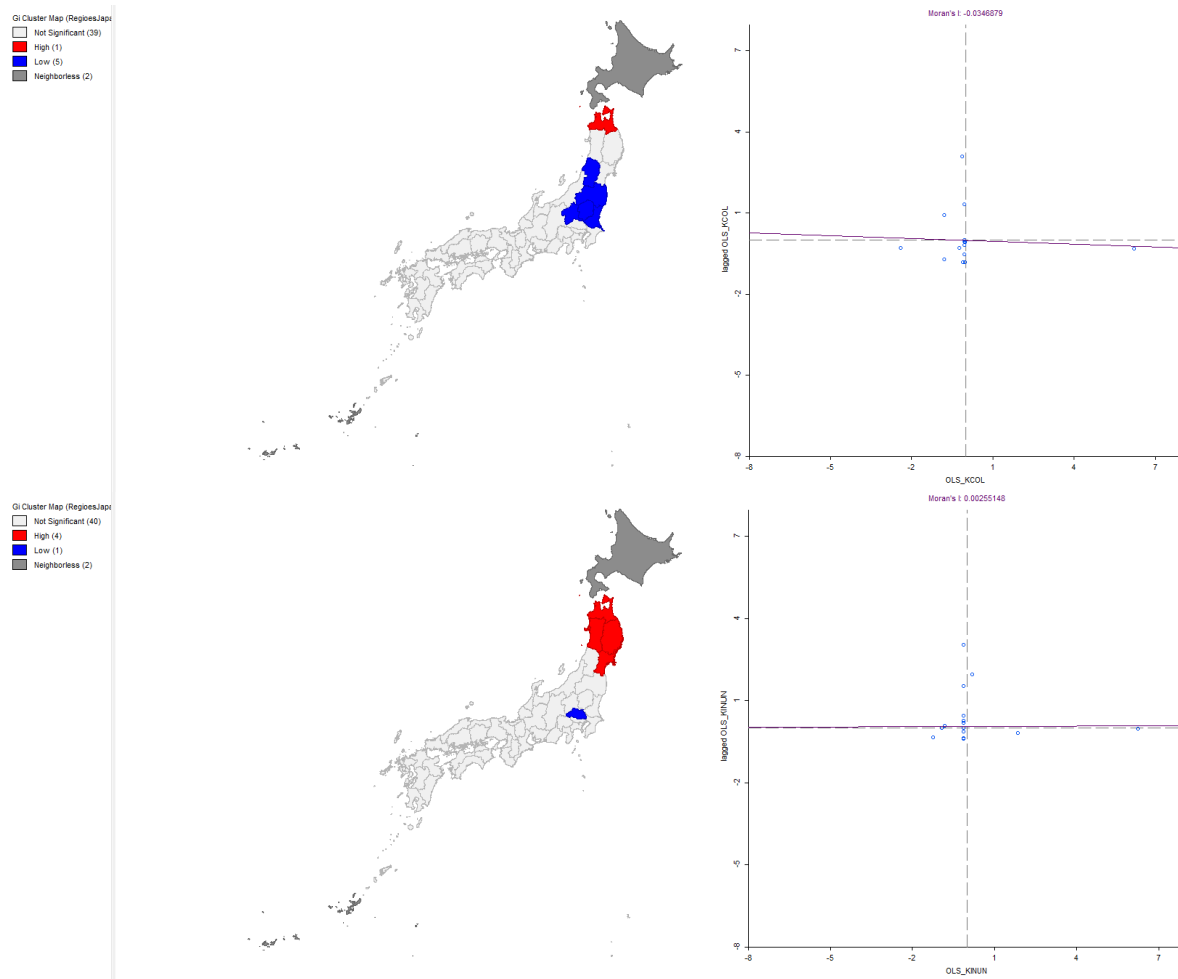 Gi Cluster Map (RegioesJapa
Not Significant (39)
High (1)
Low (5)
Neighborless (2)
Moran's I: -0.0346879
lagged OLS_KCOL
7
4
1
-2
-5
-8
-8
-5
-2
1
4
7
OLS_KCOL
Gi Cluster Map (RegioesJapa
Not Significant (40)
High (4)
Low (1)
Neighborless (2)
Moran's I: 0.00255148
lagged OLS_KINUN
7
4
1
-2
-5
-8
-8
-5
-2
1
4
7
OLS_KINUN